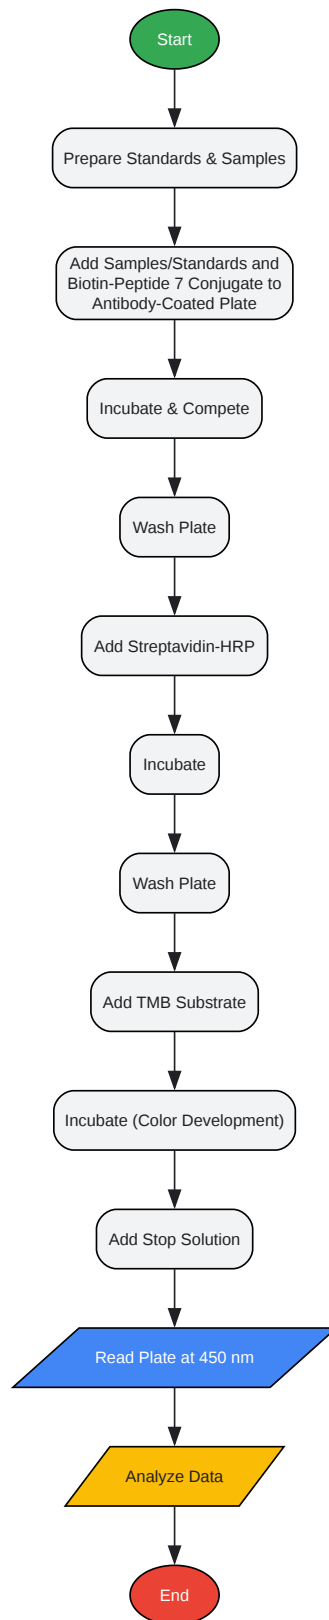 Start
Prepare Standards & Samples
Add Samples/Standards and
Biotin-Peptide 7 Conjugate to
Antibody-Coated Plate
Incubate & Compete
Wash Plate
Add Streptavidin-HRP
Incubate
Wash Plate
Add TMB Substrate
Incubate (Color Development)
Add Stop Solution
Read Plate at 450 nm
Analyze Data
End